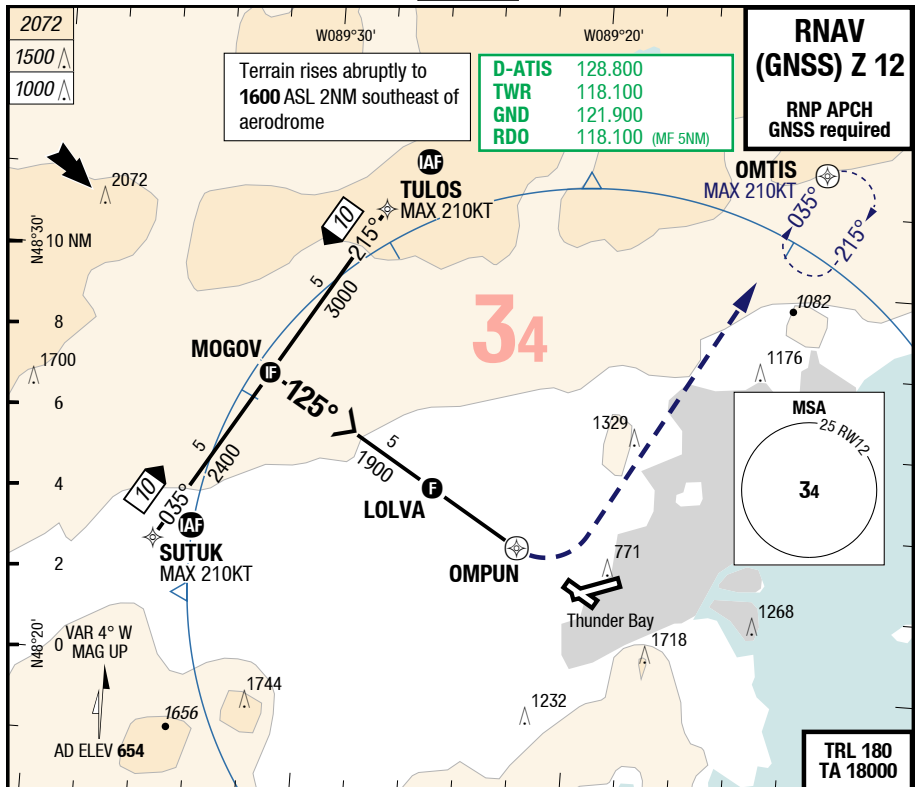 2072
1500
1000
W089°30'
W089°20'
RNAV
(GNSS) Z 12
RNP APCH
GNSS required
Terrain rises abruptly to
1600 ASL 2NM southeast of
aerodrome
D-ATIS 128.800
TWR 118.100
GND 121.900
RDO 118.100 (MF 5NM)
2072
IAF
TULOS
MAX 210KT
OMTIS
MAX 210KT
10
215°
035°
215°
N48°30'
10 NM
5
3000
34
8
1082
1700
MOGOV
IF
125°
1176
6
MSA
25 RW12
34
5
2400
5
1900
1329
10
4
LOLVA
F
035°
IAF
SUTUK
MAX 210KT
2
OMPUN
771
Thunder Bay
1268
VAR 4° W
MAG UP
N48°20'
0
1718
1744
1656
1232
AD ELEV 654
TRL 180
TA 18000